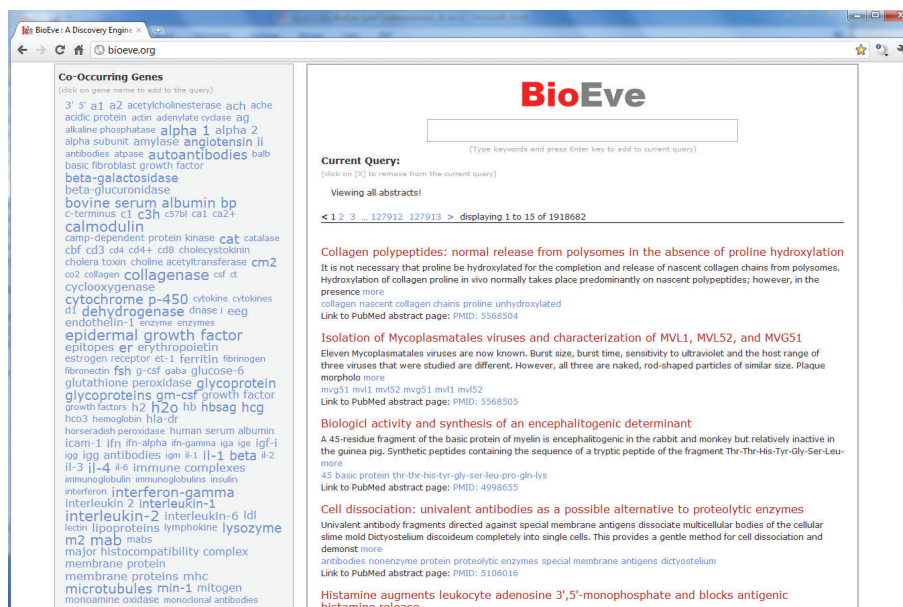 BioEve : A Discovery Engine
bioeve.org
Co-Occurring Genes
(click on gene name to add to the query)
3' 5' a1 a2 acetylcholinesterase ach ache
acidic protein actin adenylate cyclase ag
alkaline phosphatase alpha 1 alpha 2
alpha subunit amylase angiotensin ii
antibodies atpase autoantibodies balb
basic fibroblast growth factor
beta-galactosidase
beta-glucuronidase
bovine serum albumin bp
c-terminus c1 c3h c57bl ca1 ca2+
calmodulin
camp-dependent protein kinase cat catalase
cbf cd3 cd4 cd4+ cd8 cholecystokinin
cholera toxin choline acetyltransferase cm2
co2 collagen collagenase csf ct
cyclooxygenase
cytochrome p-450 cytokine cytokines
d1 dehydrogenase dnase i eeg
endothelin-1 enzyme enzymes
epidermal growth factor
epitopes er erythropoietin
estrogen receptor et-1 ferritin fibrinogen
fibronectin fsh g-csf gaba glucose-6
glutathione peroxidase glycoprotein
glycoproteins gm-csf growth factor
growth factors h2 h2o hb hbsag hcg
hco3 hemoglobin hla-dr
horseradish peroxidase human serum albumin
icam-1 ifn ifn-alpha ifn-gamma iga ige igf-i
igg igg antibodies igm il-1 il-1 beta il-2
il-3 il-4 il-6 immune complexes
immunoglobulin immunoglobulins insulin
interferon interferon-gamma
interleukin 2 interleukin-1
interleukin-2 interleukin-6 ldl
lectin lipoproteins lymphokine lysozyme
m2 mab mabs
major histocompatibility complex
membrane protein
membrane proteins mhc
microtubules min-1 mitogen
monoamine oxidase monoclonal antibodies
BioEve
(Type keywords and press Enter key to add to current query)
Current Query:
(click on [X] to remove from the current query)
Viewing all abstracts!
< 1 2 3 ... 127912 127913 > displaying 1 to 15 of 1918682
Collagen polypeptides: normal release from polysomes in the absence of proline hydroxylation
It is not necessary that proline be hydroxylated for the completion and release of nascent collagen chains from polysomes.
Hydroxylation of collagen proline in vivo normally takes place predominantly on nascent polypeptides; however, in the
presence more
collagen nascent collagen chains proline unhydroxylated
Link to PubMed abstract page: PMID: 5568504
Isolation of Mycoplasmatales viruses and characterization of MVL1, MVL52, and MVG51
Eleven Mycoplasmatales viruses are now known. Burst size, burst time, sensitivity to ultraviolet and the host range of
three viruses that were studied are different. However, all three are naked, rod-shaped particles of similar size. Plaque
morpholo more
mvg51 mvl1 mvl52 mvg51 mvl1 mvl52
Link to PubMed abstract page: PMID: 5568505
Biologicl activity and synthesis of an encephalitogenic determinant
A 45-residue fragment of the basic protein of myelin is encephalitogenic in the rabbit and monkey but relatively inactive in
the guinea pig. Synthetic peptides containing the sequence of a tryptic peptide of the fragment Thr-Thr-His-Tyr-Gly-Ser-Leu-
more
45 basic protein thr-thr-his-tyr-gly-ser-leu-pro-gln-lys
Link to PubMed abstract page: PMID: 4998655
Cell dissociation: univalent antibodies as a possible alternative to proteolytic enzymes
Univalent antibody fragments directed against special membrane antigens dissociate multicellular bodies of the cellular
slime mold Dictyostelium discoideum completely into single cells. This provides a gentle method for cell dissociation and
demonst more
antibodies nonenzyme protein proteolytic enzymes special membrane antigens dictyostelium
Link to PubMed abstract page: PMID: 5106016
Histamine augments leukocyte adenosine 3',5'-monophosphate and blocks antigenic
histamine release